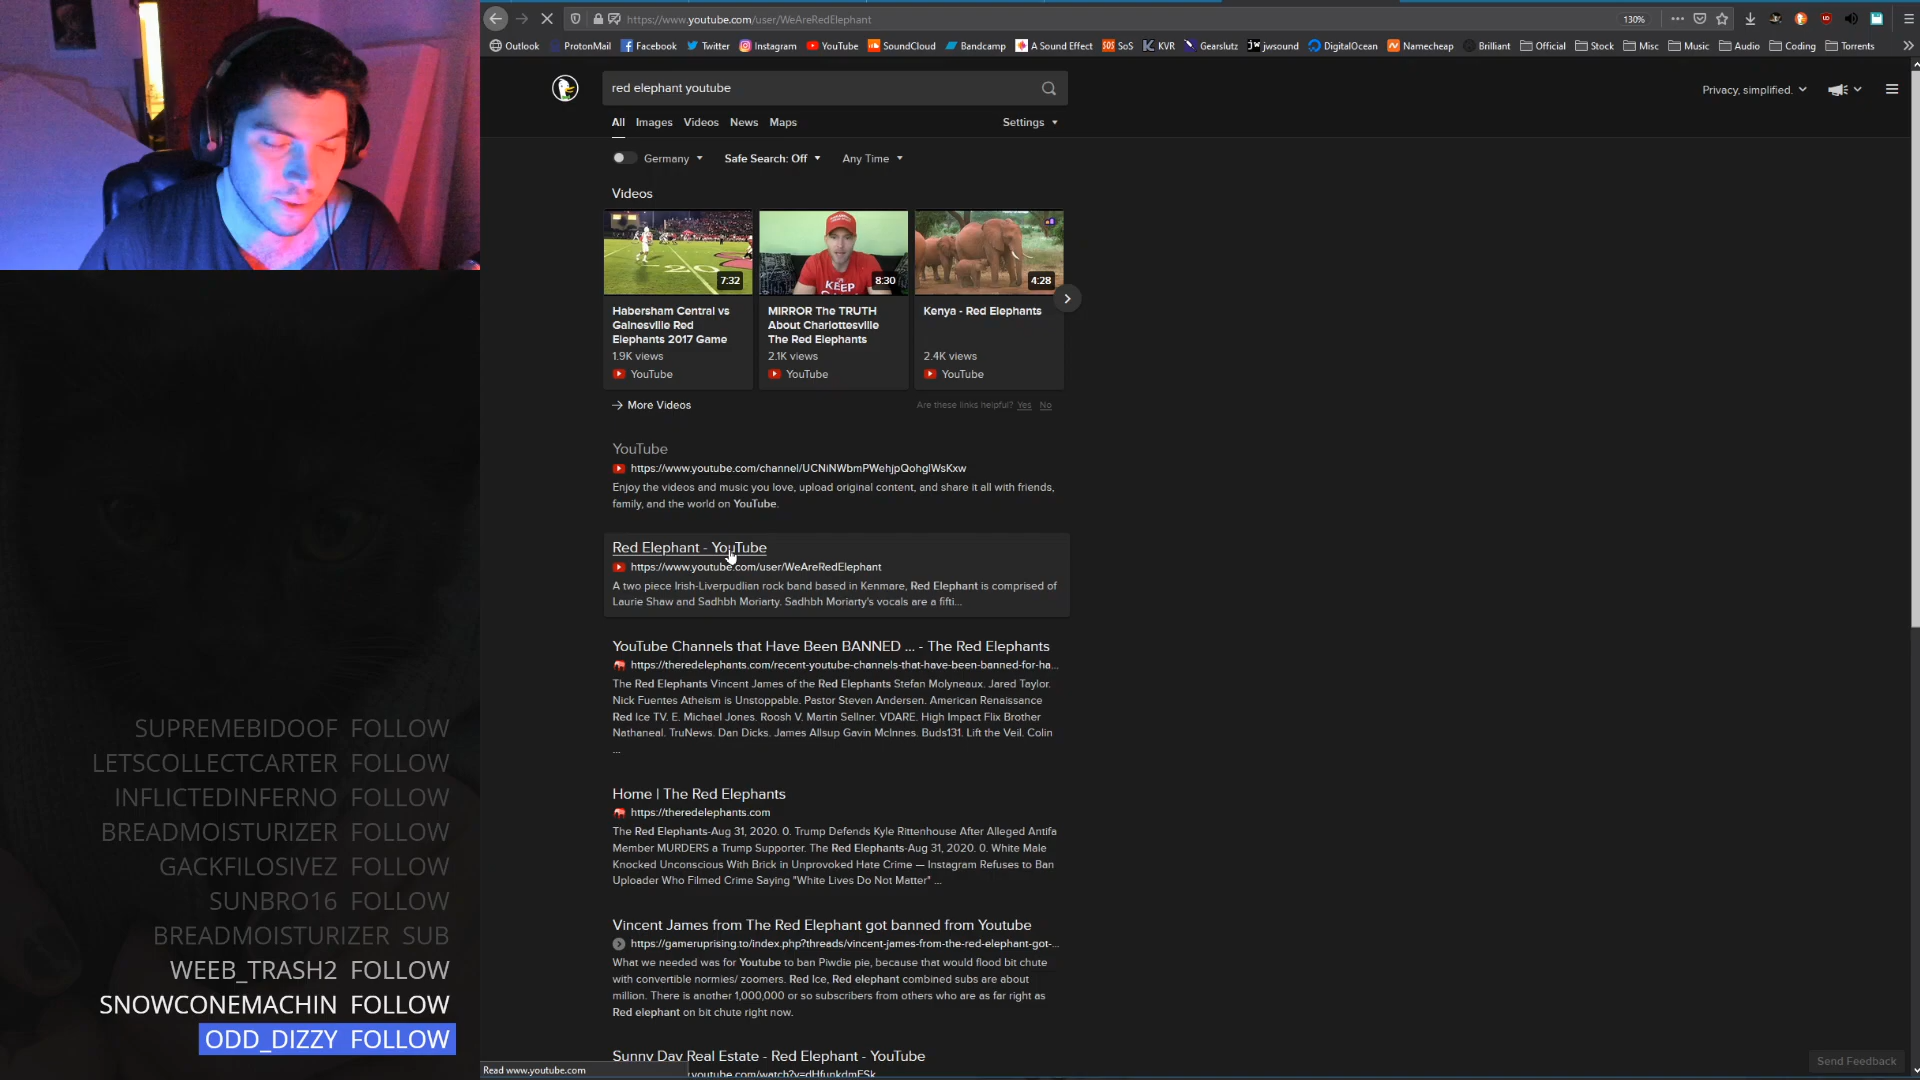 https://www.youtube.com/user/WeAreRedElephant
130%
Outlook
ProtonMail
Facebook
Twitter
Instagram
YouTube
SoundCloud
Bandcamp
A Sound Effect
SOS SoS
KVR
Gearslutz
jwsound
DigitalOcean
Namecheap
Brilliant
Official
Stock
Misc
Music
Audio
Coding
Torrents
red elephant youtube
Privacy, simplified.
All Images Videos News Maps
Settings
Germany
Safe Search: Off
Any Time
Videos
7:32
8:30
KEEP
4:28
Habersham Central vs
Gainesville Red
Elephants 2017 Game
1.9K views
YouTube
MIRROR The TRUTH
About Charlottesville
The Red Elephants
2.1K views
YouTube
Kenya - Red Elephants
2.4K views
YouTube
More Videos
Are these links helpful? Yes No
YouTube
https://www.youtube.com/channel/UCNiNWbmPWehjpQohglWsKxw
Enjoy the videos and music you love, upload original content, and share it all with friends,
family, and the world on YouTube.
Red Elephant - YouTube
https://www.youtube.com/user/WeAreRedElephant
A two piece Irish-Liverpudlian rock band based in Kenmare, Red Elephant is comprised of
Laurie Shaw and Sadhbh Moriarty. Sadhbh Moriarty's vocals are a fifti...
YouTube Channels that Have Been BANNED ... - The Red Elephants
https://theredelephants.com/recent-youtube-channels-that-have-been-banned-for-ha...
The Red Elephants Vincent James of the Red Elephants Stefan Molyneaux. Jared Taylor.
Nick Fuentes Atheism is Unstoppable. Pastor Steven Andersen. American Renaissance
Red Ice TV. E. Michael Jones. Roosh V. Martin Sellner. VDARE. High Impact Flix Brother
Nathaneal. TruNews. Dan Dicks. James Allsup Gavin McInnes. Buds131. Lift the Veil. Colin
...
Home | The Red Elephants
https://theredelephants.com
The Red Elephants-Aug 31, 2020. 0. Trump Defends Kyle Rittenhouse After Alleged Antifa
Member MURDERS a Trump Supporter. The Red Elephants-Aug 31, 2020. 0. White Male
Knocked Unconscious With Brick in Unprovoked Hate Crime — Instagram Refuses to Ban
Uploader Who Filmed Crime Saying "White Lives Do Not Matter" ...
Vincent James from The Red Elephant got banned from Youtube
https://gameruprising.to/index.php?threads/vincent-james-from-the-red-elephant-got-...
What we needed was for Youtube to ban Piwdie pie, because that would flood bit chute
with convertible normies/ zoomers. Red Ice, Red elephant combined subs are about
million. There is another 1,000,000 or so subscribers from others who are as far right as
Red elephant on bit chute right now.
Sunny Day Real Estate - Red Elephant - YouTube
Read www.youtube.com
Send Feedback
SUPREMEBIDOOF FOLLOW
LETSCOLLECTCARTER FOLLOW
INFLICTEDINFERNO FOLLOW
BREADMOISTURIZER FOLLOW
GACKFILOSIVEZ FOLLOW
SUNBRO16 FOLLOW
BREADMOISTURIZER SUB
WEEB_TRASH2 FOLLOW
SNOWCONEMACHIN FOLLOW
ODD_DIZZY FOLLOW